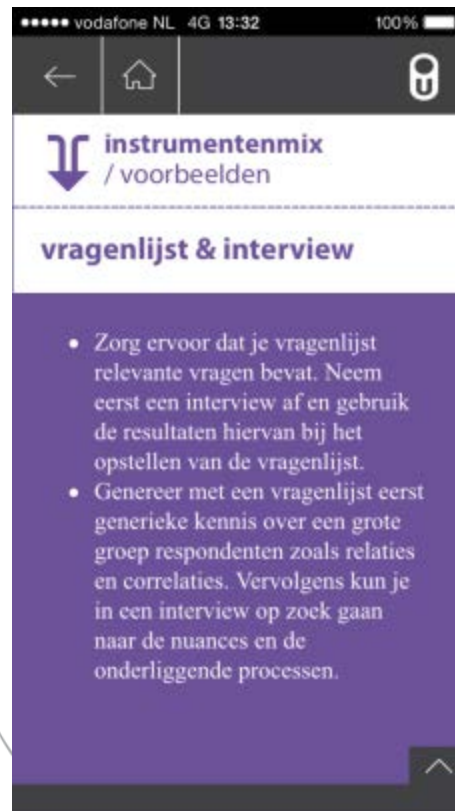 vodafone NL 4G 13:32 100%
instrumentenmix
/ voorbeelden
vragenlijst & interview
• Zorg ervoor dat je vragenlijst
relevante vragen bevat. Neem
eerst een interview af en gebruik
de resultaten hiervan bij het
opstellen van de vragenlijst.
• Genereer met een vragenlijst eerst
generieke kennis over een grote
groep respondenten zoals relaties
en correlaties. Vervolgens kun je
in een interview op zoek gaan
naar de nuances en de
onderliggende processen.